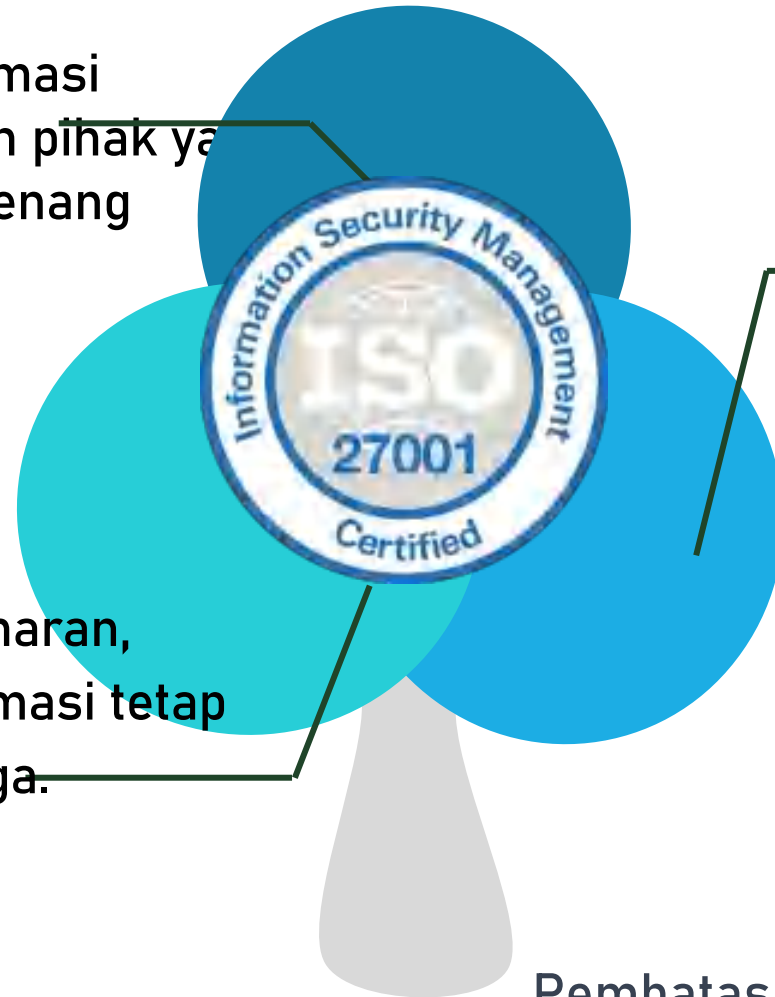 masi
n pihak ya
enang
Information Security Management
ISO
27001
Certified
naran,
masi tetap
ga.
Pembatas